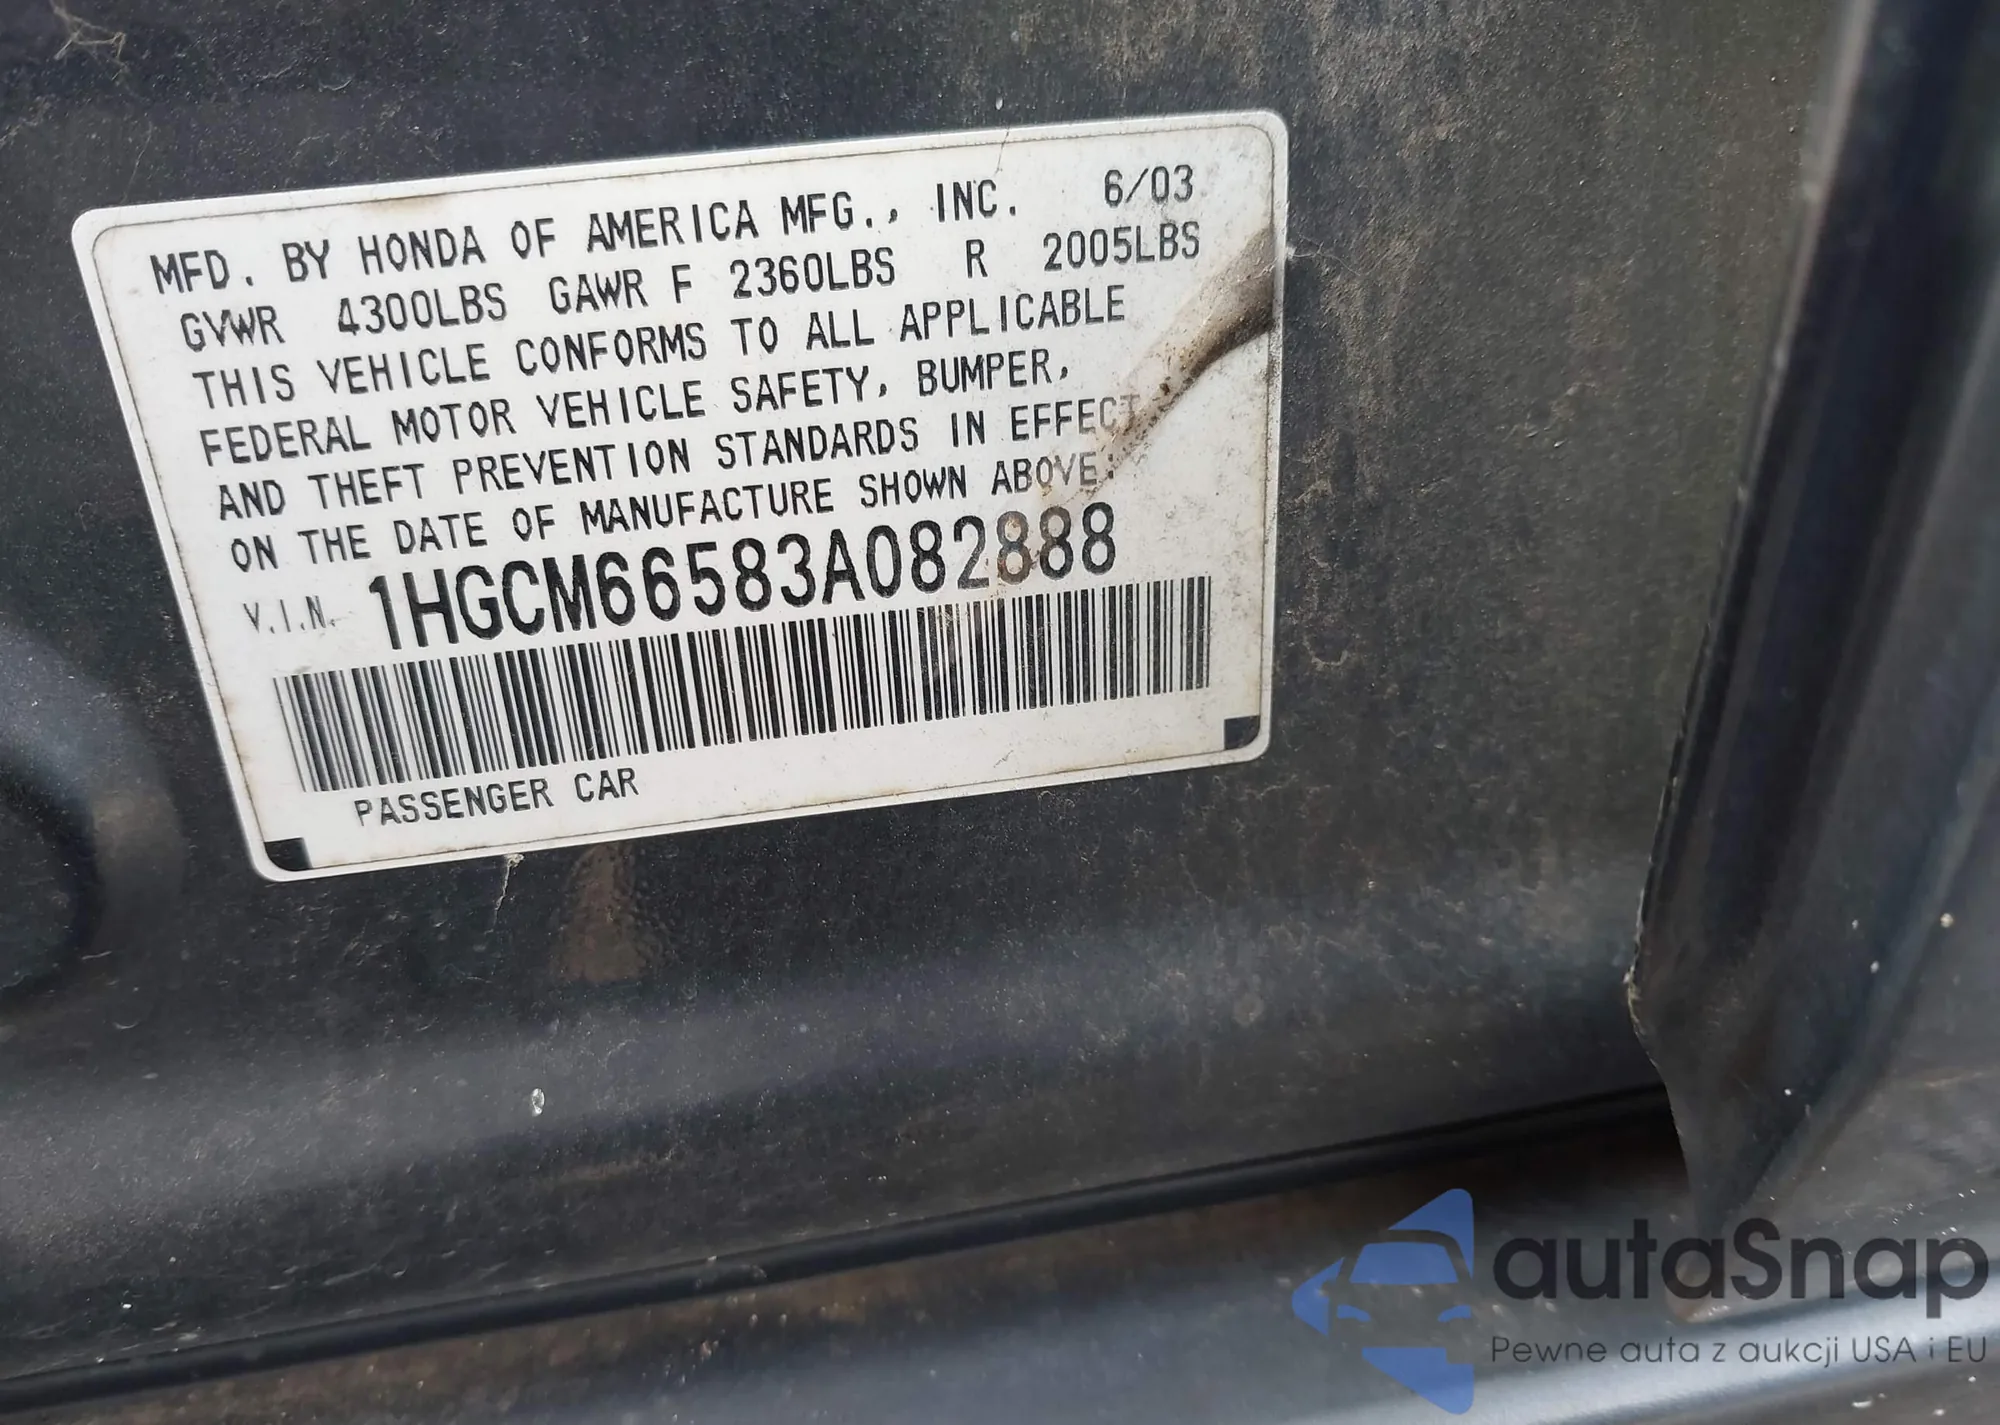 MFD. BY HONDA OF AMERICA MFG., INC. 6/03
GVWR 4300LBS GAWR F 2360LBS R 2005LBS
THIS VEHICLE CONFORMS TO ALL APPLICABLE
FEDERAL MOTOR VEHICLE SAFETY, BUMPER,
AND THEFT PREVENTION STANDARDS IN EFFECT
ON THE DATE OF MANUFACTURE SHOWN ABOVE.
V.I.N. 1HGCM66583A082888
PASSENGER CAR
autaSnap
Pewne auta z aukcji USA i EU